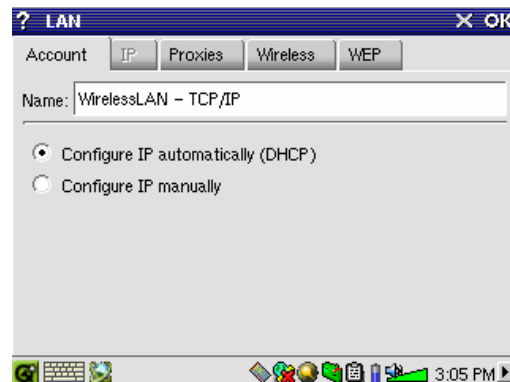 ? LAN × OK
Account IP Proxies Wireless WEP
Name: WirelessLAN – TCP/IP
Configure IP automatically (DHCP)
Configure IP manually
3:05 PM